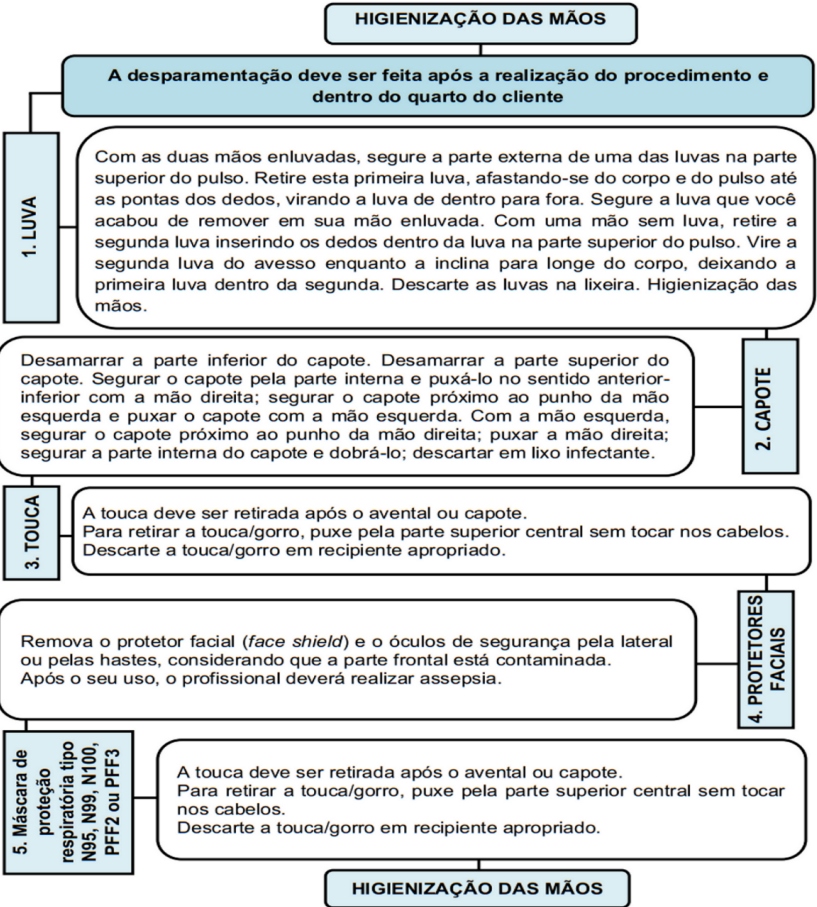 HIGIENIZAÇÃO DAS MÃOS
A desparamentação deve ser feita após a realização do procedimento e
dentro do quarto do cliente
1. LUVA
Com as duas mãos enluvadas, segure a parte externa de uma das luvas na parte
superior do pulso. Retire esta primeira luva, afastando-se do corpo e do pulso até
as pontas dos dedos, virando a luva de dentro para fora. Segure a luva que você
acabou de remover em sua mão enluvada. Com uma mão sem luva, retire a
segunda luva inserindo os dedos dentro da luva na parte superior do pulso. Vire a
segunda luva do avesso enquanto a inclina para longe do corpo, deixando a
primeira luva dentro da segunda. Descarte as luvas na lixeira. Higienização das
mãos.
2. CAPOTE
Desamarrar a parte inferior do capote. Desamarrar a parte superior do
capote. Segurar o capote pela parte interna e puxá-lo no sentido anterior-
inferior com a mão direita; segurar o capote próximo ao punho da mão
esquerda e puxar o capote com a mão esquerda. Com a mão esquerda,
segurar o capote próximo ao punho da mão direita; puxar a mão direita;
segurar a parte interna do capote e dobrá-lo; descartar em lixo infectante.
3. TOUCA
A touca deve ser retirada após o avental ou capote.
Para retirar a touca/gorro, puxe pela parte superior central sem tocar nos cabelos.
Descarte a touca/gorro em recipiente apropriado.
4. PROTETORES
FACIAIS
Remova o protetor facial (face shield) e o óculos de segurança pela lateral
ou pelas hastes, considerando que a parte frontal está contaminada.
Após o seu uso, o profissional deverá realizar assepsia.
5. Máscara de
proteção
respiratória tipo
N95, N99, N100,
PFF2 ou PFF3
A touca deve ser retirada após o avental ou capote.
Para retirar a touca/gorro, puxe pela parte superior central sem tocar
nos cabelos.
Descarte a touca/gorro em recipiente apropriado.
HIGIENIZAÇÃO DAS MÃOS